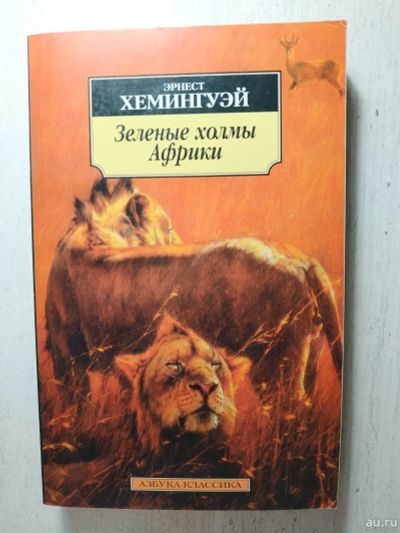 ЭРНЕСТ
ХЕМИНГУЭЙ
Зеленые холмы
Африки
АЗБУКА-КЛАССИКА
au.ru